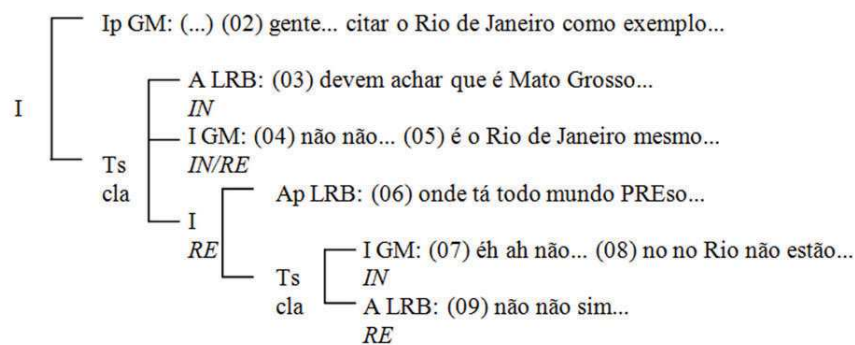 Ip GM: (...) (02) gente... citar o Rio de Janeiro como exemplo...
A LRB: (03) devem achar que é Mato Grosso...
I
IN
I GM: (04) não não... (05) é o Rio de Janeiro mesmo...
Ts
IN/RE
cla
Ap LRB: (06) onde tá todo mundo PREso...
I
RE
I GM: (07) éh ah não... (08) no no Rio não estão...
Ts
IN
cla
A LRB: (09) não não sim...
RE